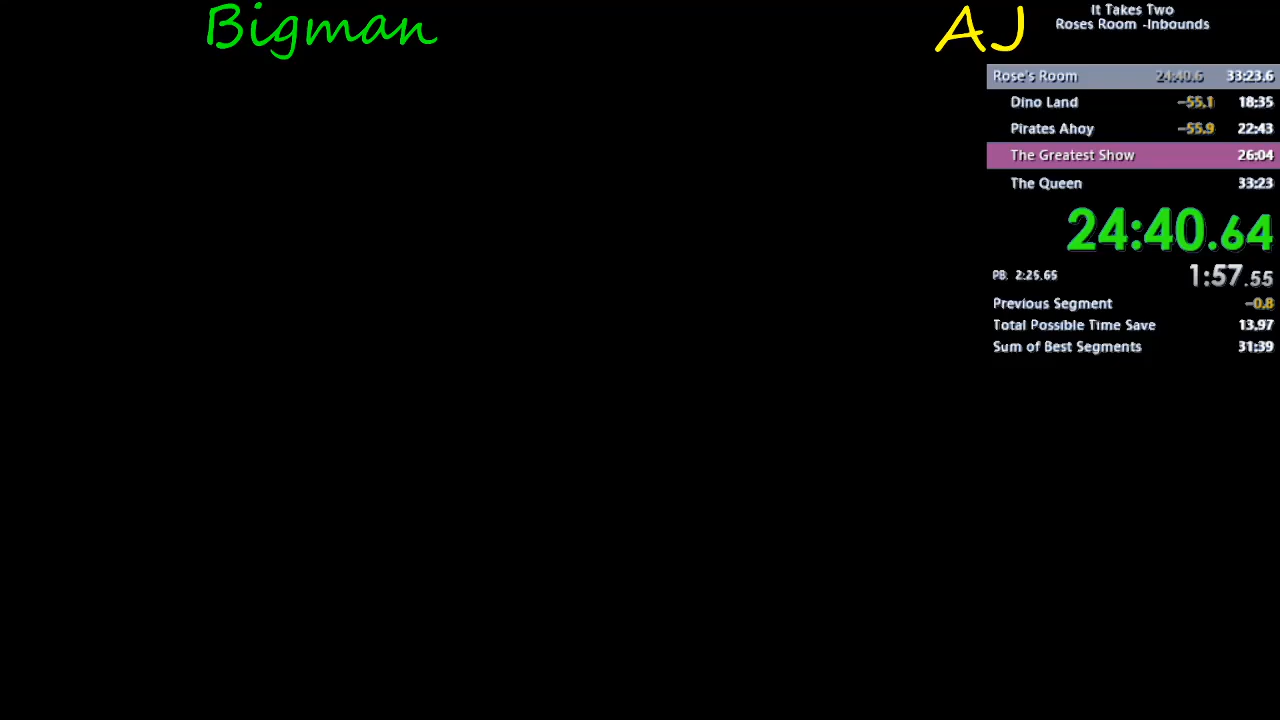 Bigman
AJ
It Takes Two
Roses Room -Inbounds
Rose's Room 24:40.6 33:23.6
Dino Land -55.1 18:35
Pirates Ahoy -55.9 22:43
The Greatest Show 26:04
The Queen 33:23
24:40.64
PB: 2:25.65 1:57.55
Previous Segment -0.8
Total Possible Time Save 13.97
Sum of Best Segments 31:39